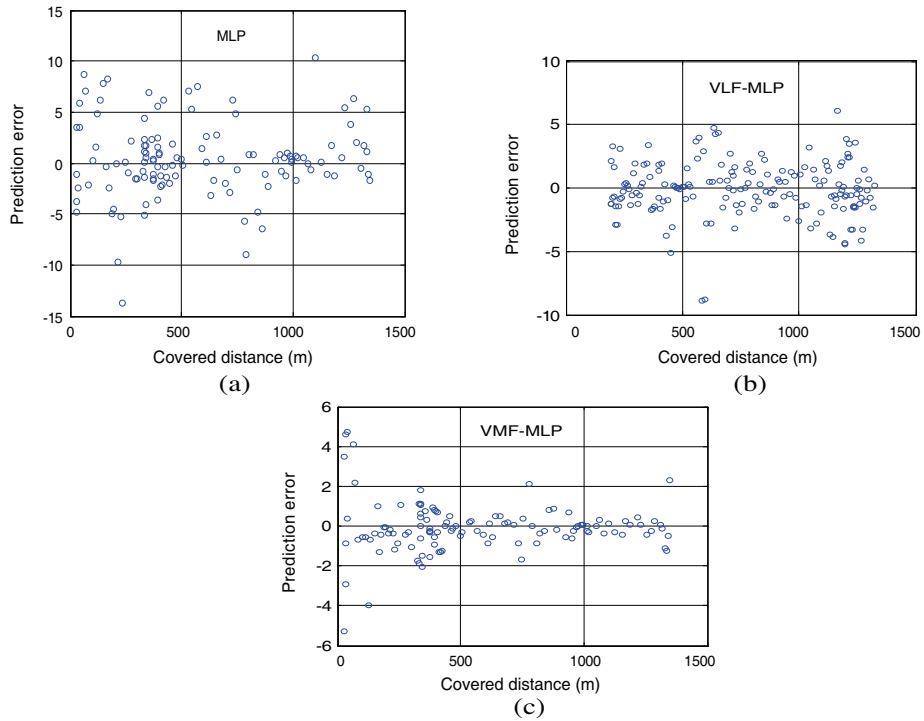 MLP
15
10
5
0
-5
-10
-15
Prediction error
0 500 1000 1500
Covered distance (m)
(a)
VLF-MLP
10
5
0
-5
-10
Prediction error
0 500 1000 1500
Covered distance (m)
(b)
VMF-MLP
6
4
2
0
-2
-4
-6
Prediction error
0 500 1000 1500
Covered distance (m)
(c)